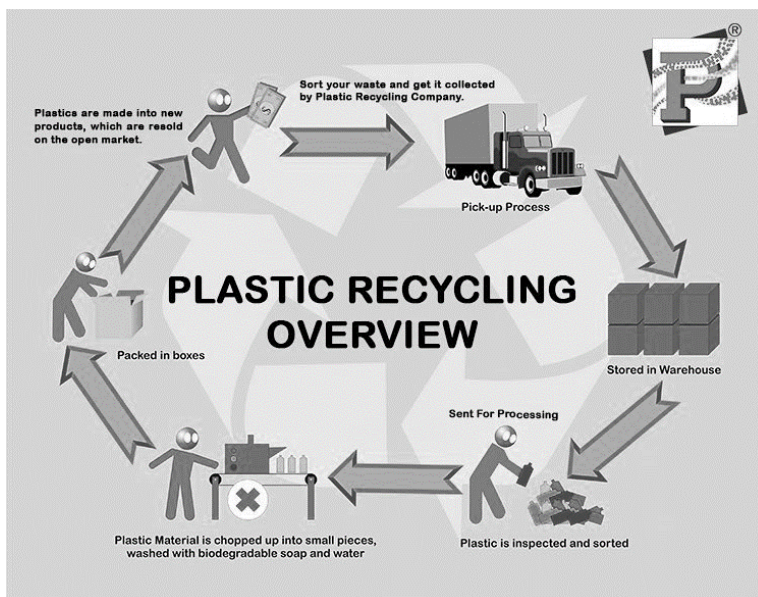 Sort your waste and get it collected
by Plastic Recycling Company.
Pick-up Process
Stored in Warehouse
Sent For Processing
Plastic is inspected and sorted
Plastic Material is chopped up into small pieces,
washed with biodegradable soap and water
Packed in boxes
Plastics are made into new
products, which are resold
on the open market.
PLASTIC RECYCLING
OVERVIEW
P
®
$